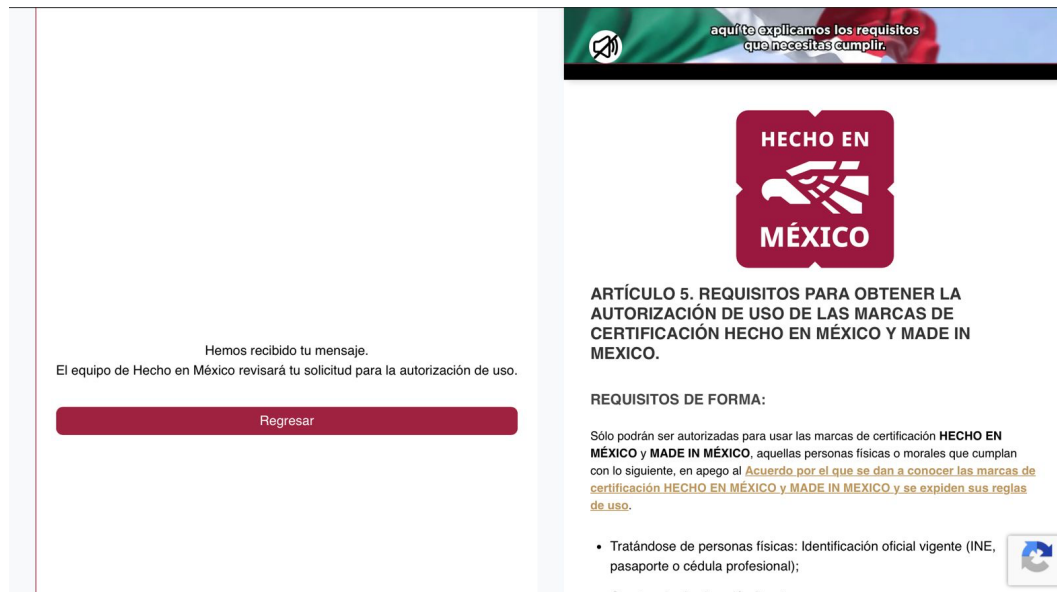 Hemos recibido tu mensaje.
El equipo de Hecho en México revisará tu solicitud para la autorización de uso.
Regresar
aquí te explicamos los requisitos
que necesitas cumplir.
HECHO EN
MÉXICO
ARTÍCULO 5. REQUISITOS PARA OBTENER LA
AUTORIZACIÓN DE USO DE LAS MARCAS DE
CERTIFICACIÓN HECHO EN MÉXICO Y MADE IN
MEXICO.
REQUISITOS DE FORMA:
Sólo podrán ser autorizadas para usar las marcas de certificación HECHO EN
MÉXICO y MADE IN MÉXICO, aquellas personas físicas o morales que cumplan
con lo siguiente, en apego al Acuerdo por el que se dan a conocer las marcas de
certificación HECHO EN MÉXICO y MADE IN MEXICO y se expiden sus reglas
de uso.
• Tratándose de personas físicas: Identificación oficial vigente (INE,
pasaporte o cédula profesional);